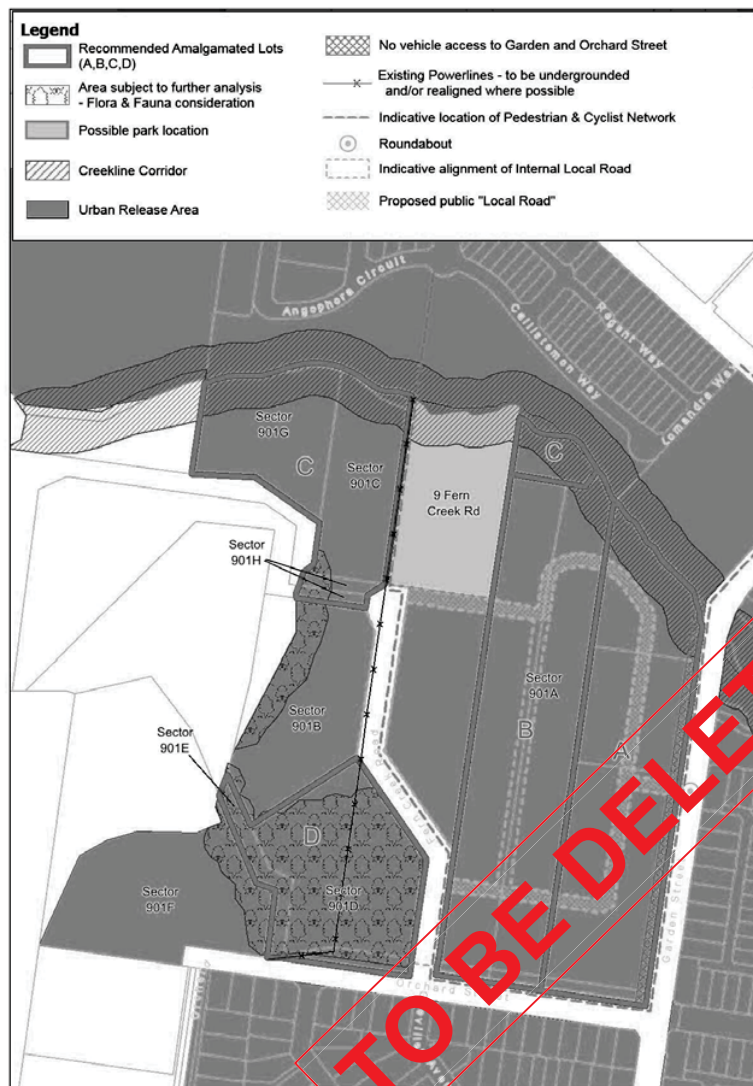 Legend
Recommended Amalgamated Lots
(A,B,C,D)
Area subject to further analysis
- Flora & Fauna consideration
Possible park location
Creekline Corridor
Urban Release Area
No vehicle access to Garden and Orchard Street
Existing Powerlines - to be undergrounded
and/or realigned where possible
Indicative location of Pedestrian & Cyclist Network
Roundabout
Indicative alignment of Internal Local Road
Proposed public "Local Road"
Angophora Circuit
Callistemon Way
Regent Way
Lomandra Way
Sector
901G
C
Sector
901C
C
9 Fern
Creek Rd
Sector
901H
Sector
901A
Sector
901B
B
A
Sector
901E
Fern Creek Road
D
Sector
901D
Sector
901F
Garden Street
Orchard Street
TO BE DELET